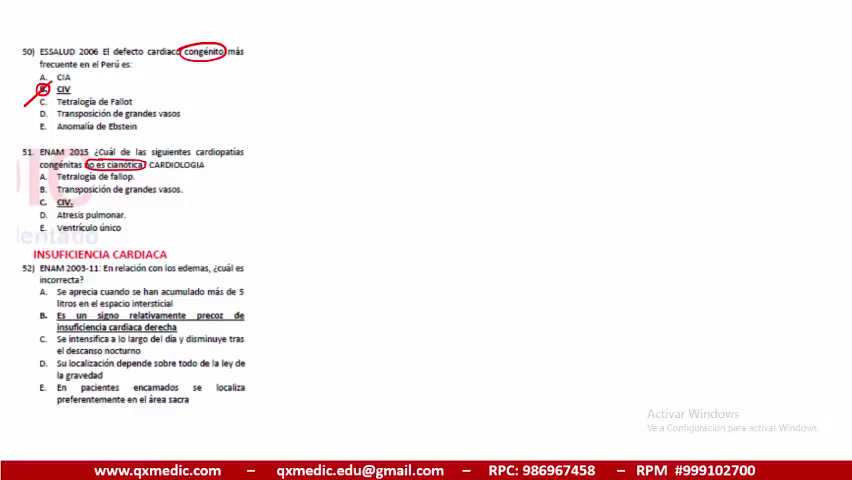 50) ESSALUD 2006 El defecto cardiaco congénito más
frecuente en el Perú es:
A. CIA
B. CIV
C. Tetralogía de Fallot
D. Transposición de grandes vasos
E. Anomalía de Ebstein
51. ENAM 2015 ¿Cuál de las siguientes cardiopatías
congénitas no es cianótica? CARDIOLOGIA
A. Tetralogía de fallop.
B. Transposición de grandes vasos.
C. CIV.
D. Atresis pulmonar.
E. Ventrículo único
INSUFICIENCIA CARDIACA
52) ENAM 2003-11: En relación con los edemas, ¿cuál es
incorrecta?
A. Se aprecia cuando se han acumulado más de 5
litros en el espacio intersticial
B. Es un signo relativamente precoz de
insuficiencia cardiaca derecha
C. Se intensifica a lo largo del día y disminuye tras
el descanso nocturno
D. Su localización depende sobre todo de la ley de
la gravedad
E. En pacientes encamados se localiza
preferentemente en el área sacra
Activar Windows
Ve a Configuración para activar Windows.
www.qxmedic.com – qxmedic.edu@gmail.com – RPC: 986967458 – RPM #999102700